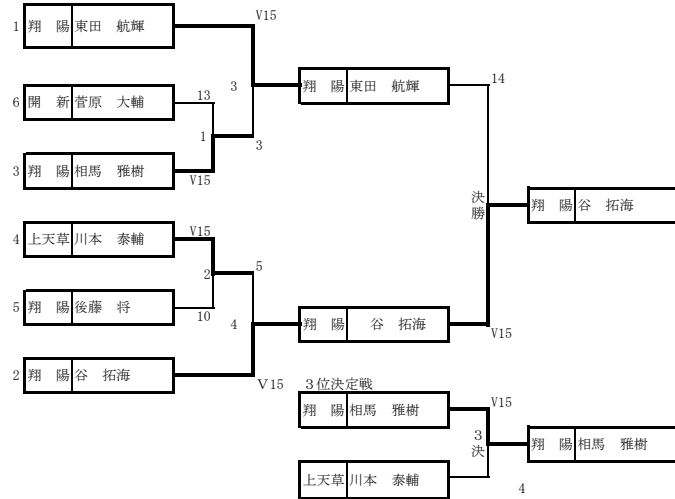 V15
1 翔　陽 東田　航輝
14
3 翔　陽 東田　航輝
6 開　新 菅原　大輔 13
1
3
3 翔　陽 相馬　雅樹
V15
決勝
翔　陽 谷　拓海
4 上天草 川本　泰輔 V15
5
2
5 翔　陽 後藤　将
10
4
翔　陽 谷　拓海
V15
2 翔　陽 谷　拓海
Ｖ15 ３位決定戦
翔　陽 相馬　雅樹 V15
３決
翔　陽 相馬　雅樹
上天草 川本　泰輔
4